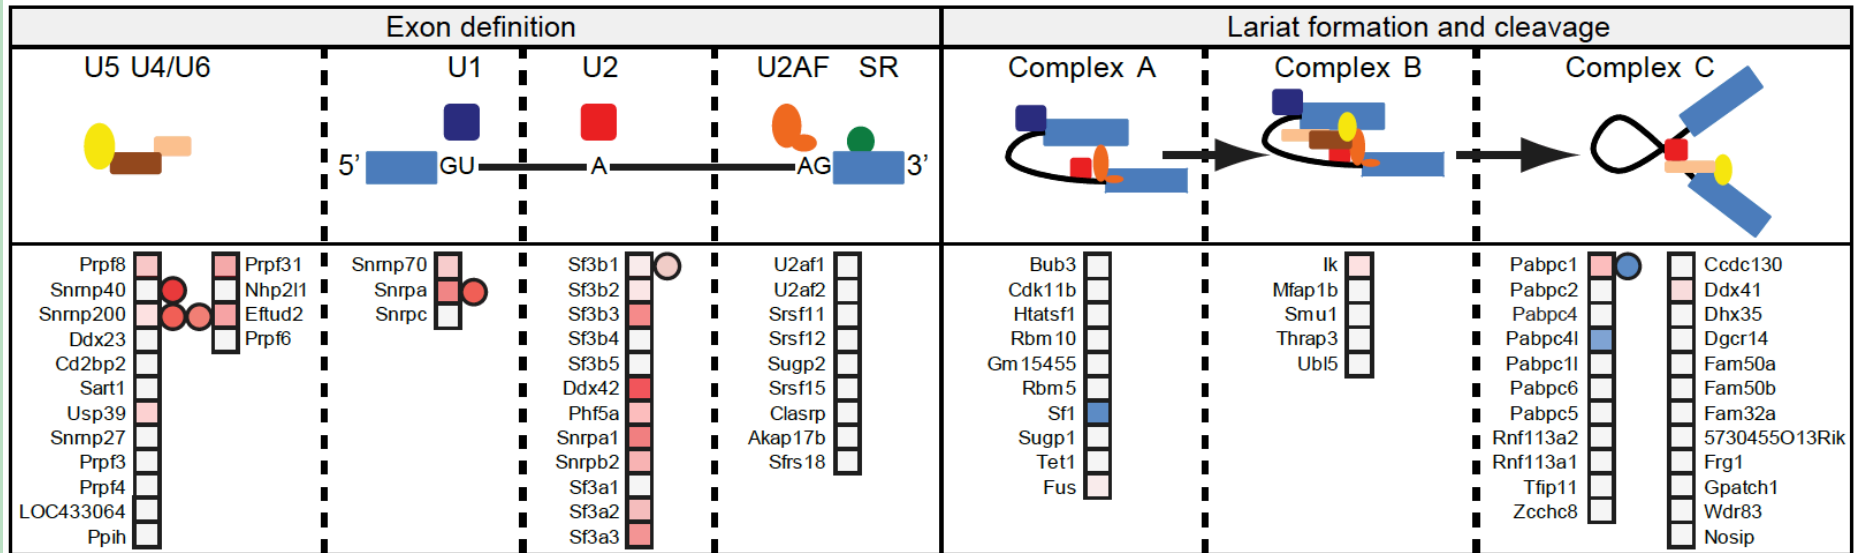 Exon definition
Lariat formation and cleavage
U5 U4/U6
U1
U2
U2AF SR
Complex A
Complex B
Complex C
5’ GU A AG 3’
Prpf8
Snrnp40
Snrnp200
Ddx23
Cd2bp2
Sart1
Usp39
Snrnp27
Prpf3
Prpf4
LOC433064
Ppih
Prpf31
Nhp2l1
Eftud2
Prpf6
Snrnp70
Snrpa
Snrpc
Sf3b1
Sf3b2
Sf3b3
Sf3b4
Sf3b5
Ddx42
Phf5a
Snrpa1
Snrpb2
Sf3a1
Sf3a2
Sf3a3
U2af1
U2af2
Srsf11
Srsf12
Sugp2
Srsf15
Clasrp
Akap17b
Sfrs18
Bub3
Cdk11b
Htatsf1
Rbm10
Gm15455
Rbm5
Sf1
Sugp1
Tet1
Fus
Ik
Mfap1b
Smu1
Thrap3
Ubl5
Pabpc1
Pabpc2
Pabpc4
Pabpc4l
Pabpc1l
Pabpc6
Pabpc5
Rnf113a2
Rnf113a1
Tfip11
Zcchc8
Ccdc130
Ddx41
Dhx35
Dgcr14
Fam50a
Fam50b
Fam32a
5730455O13Rik
Frg1
Gpatch1
Wdr83
Nosip